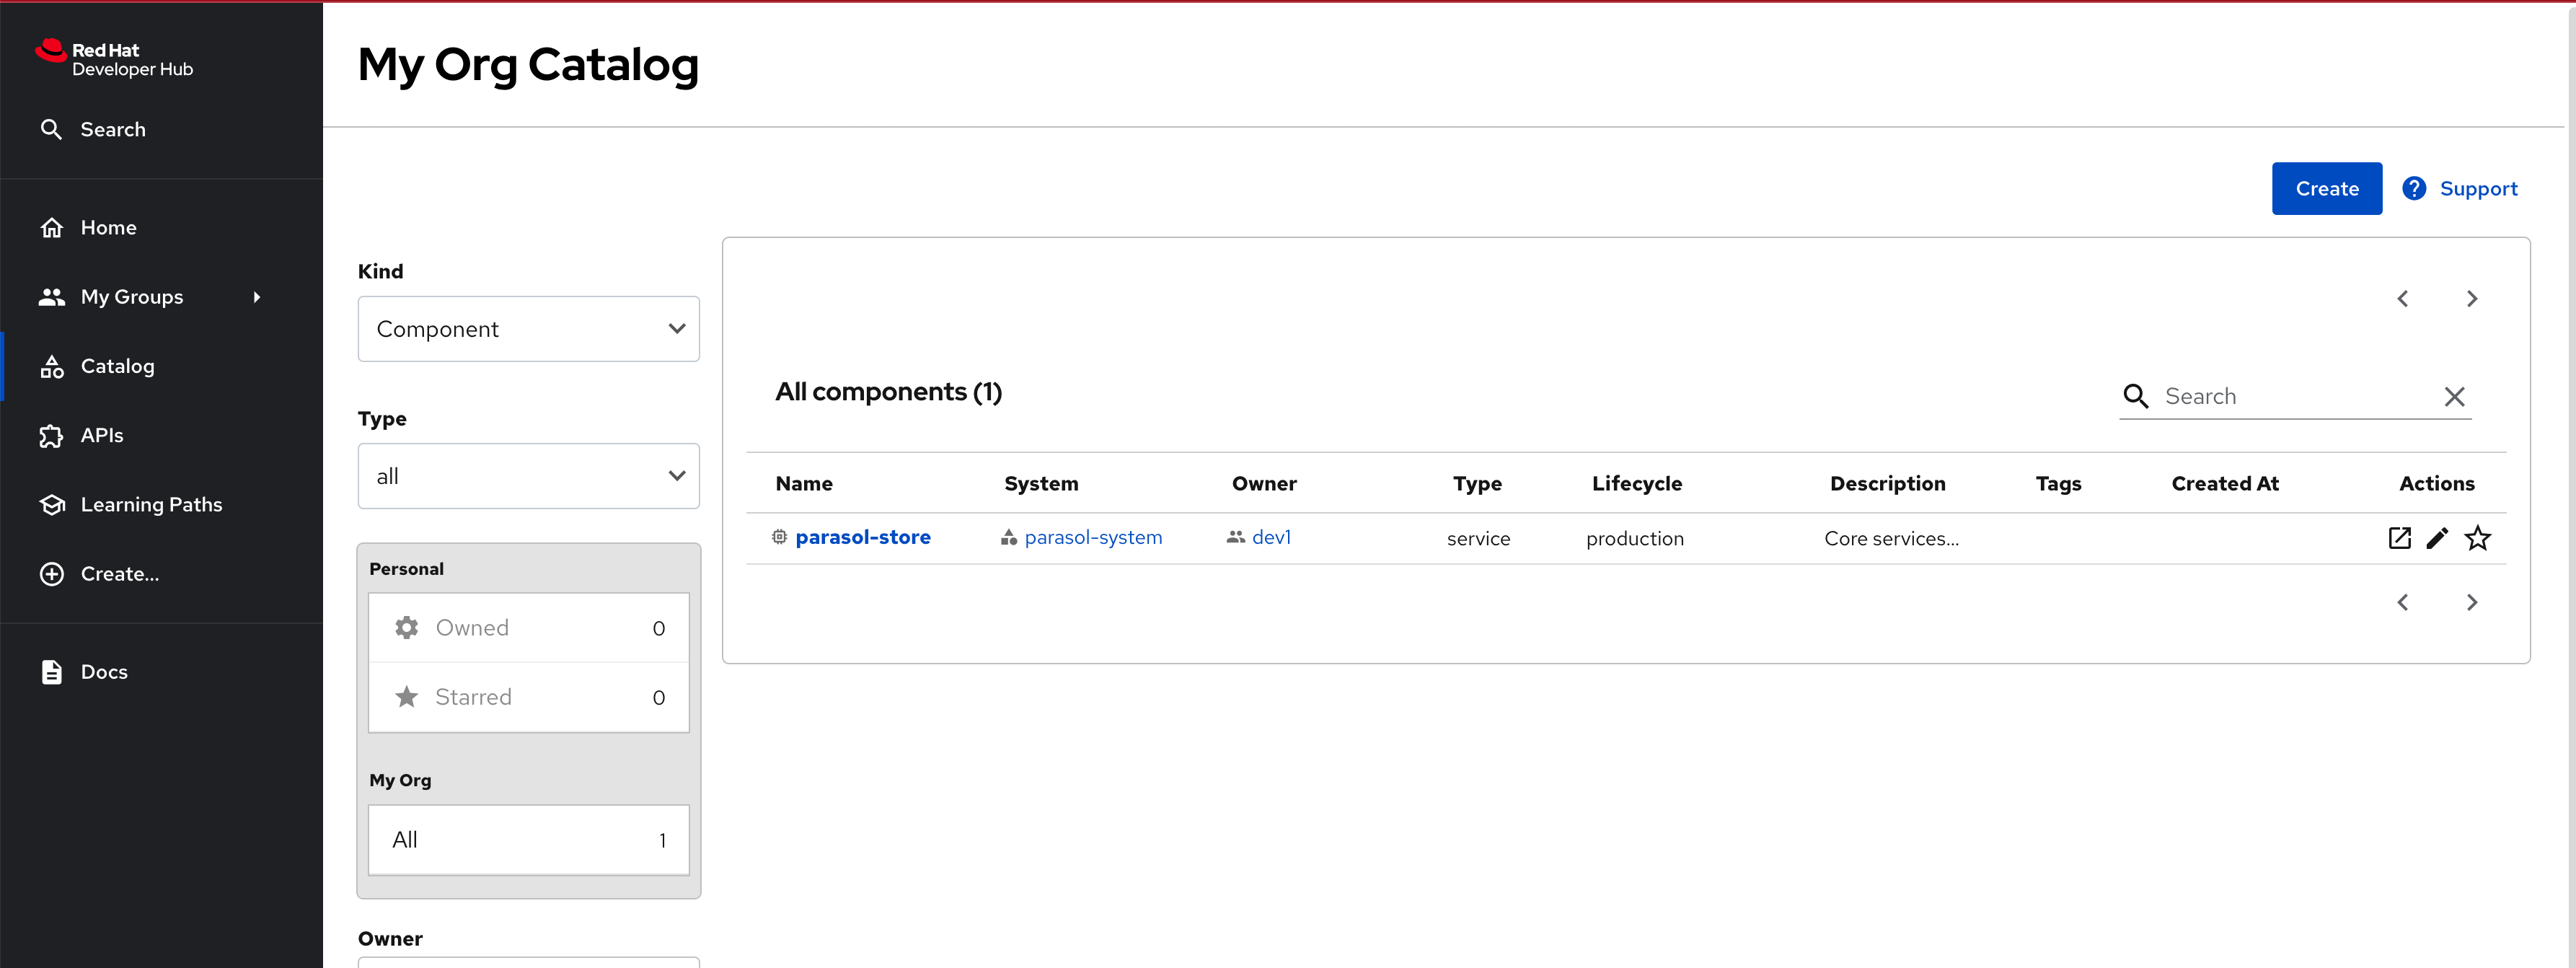 Red Hat
Developer Hub
Search
Home
My Groups
Catalog
APIs
Learning Paths
Create...
Docs
My Org Catalog
Create
? Support
Kind
Component
Type
all
Personal
Owned 0
Starred 0
My Org
All 1
Owner
All components (1)
Search
Name System Owner Type Lifecycle Description Tags Created At Actions
parasol-store parasol-system dev1 service production Core services...